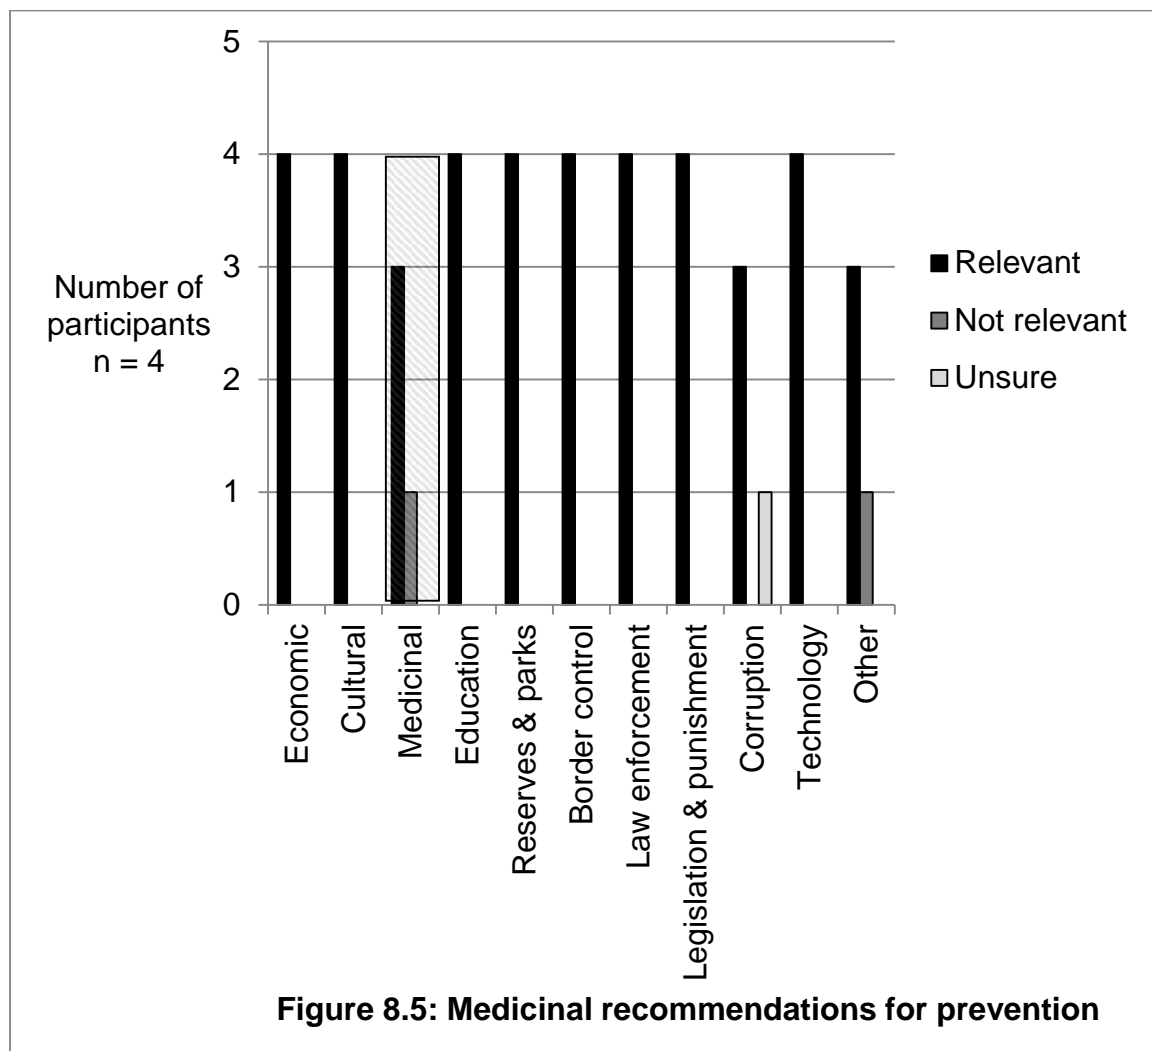 5
4
3
2
1
0
Number of
participants
n = 4
Relevant
Not relevant
Unsure
Economic
Cultural
Medicinal
Education
Reserves & parks
Border control
Law enforcement
Legislation & punishment
Corruption
Technology
Other
Figure 8.5: Medicinal recommendations for prevention